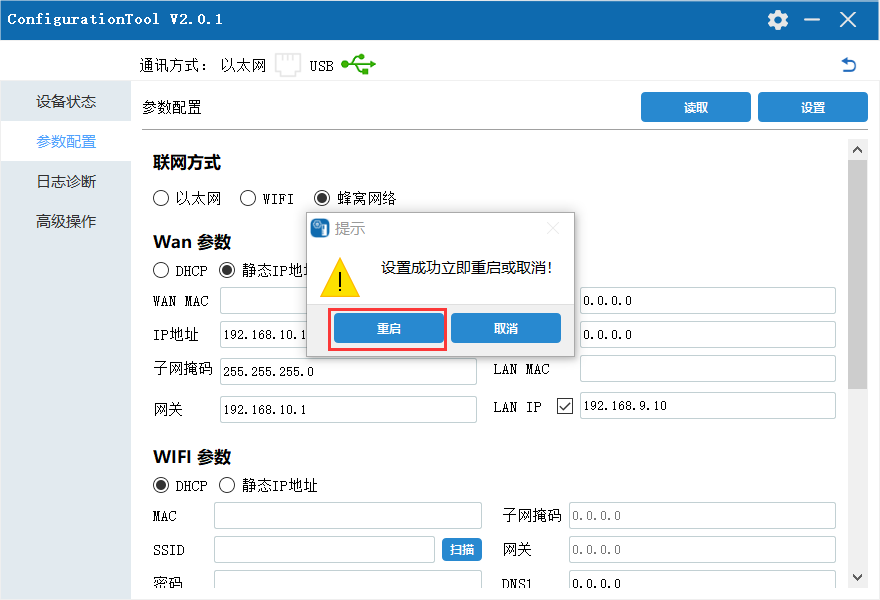 ConfigurationTool V2.0.1
通讯方式： 以太网 USB
设备状态
参数配置
日志诊断
高级操作
参数配置 读取 设置
联网方式
以太网 WIFI 蜂窝网络
提示
设置成功立即重启或取消!
重启 取消
Wan 参数
DHCP 静态IP地
WAN MAC 0.0.0.0
IP地址 192.168.10.1 0.0.0.0
子网掩码 255.255.255.0 LAN MAC
网关 192.168.10.1 LAN IP 192.168.9.10
WIFI 参数
DHCP 静态IP地址
MAC 子网掩码 0.0.0.0
SSID 扫描 网关 0.0.0.0
密码 DNS1 0.0.0.0